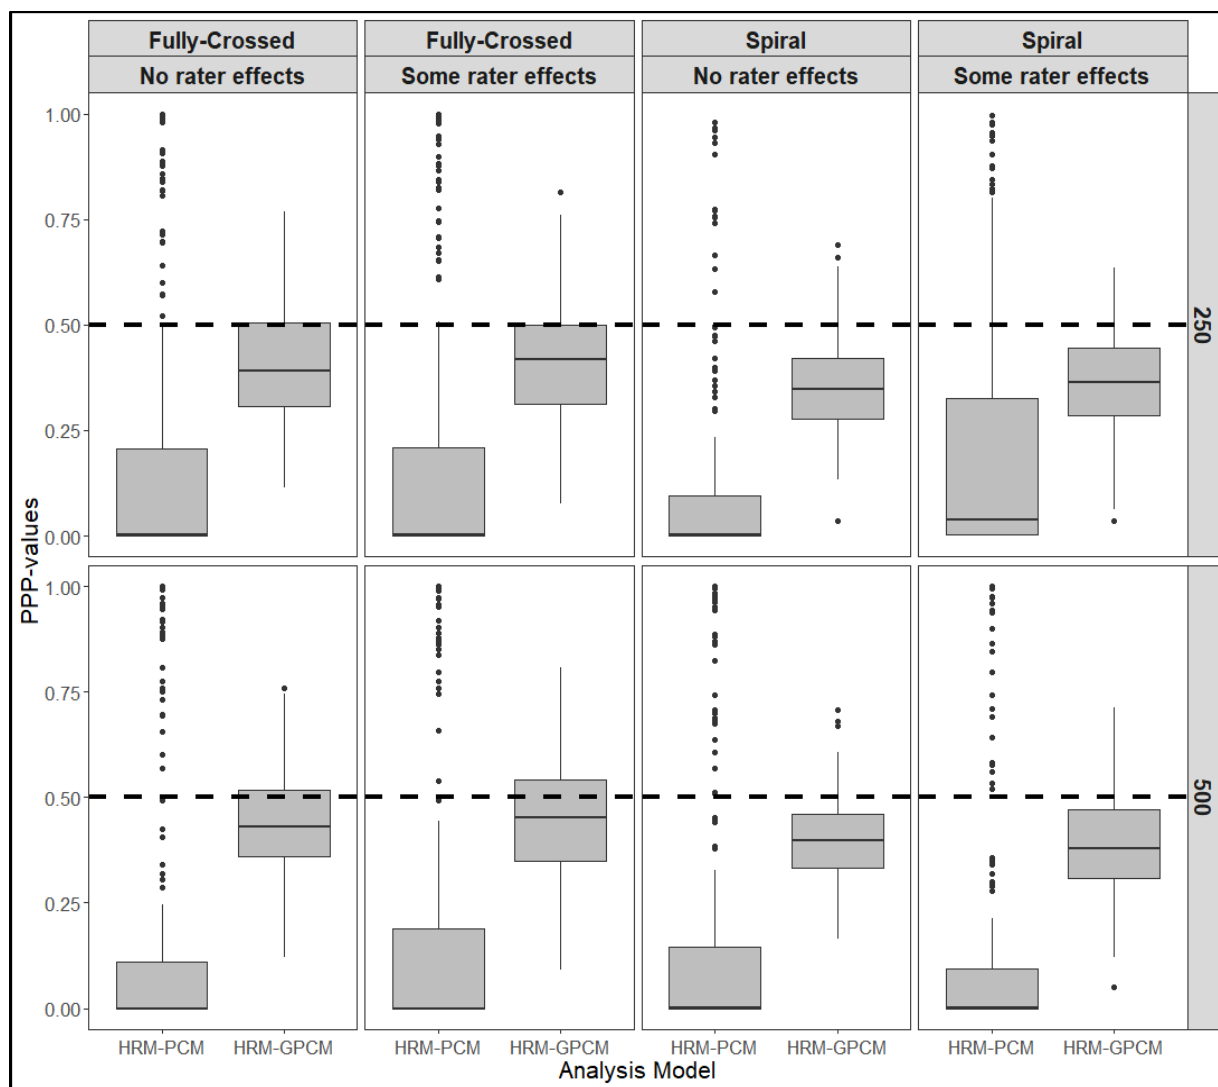 Fully-Crossed Fully-Crossed Spiral Spiral
No rater effects Some rater effects No rater effects Some rater effects
1.00
0.75
0.50
0.25
0.00
250
PPP-values
1.00
0.75
0.50
0.25
0.00
500
HRM-PCM HRM-GPCM HRM-PCM HRM-GPCM HRM-PCM HRM-GPCM HRM-PCM HRM-GPCM
Analysis Model